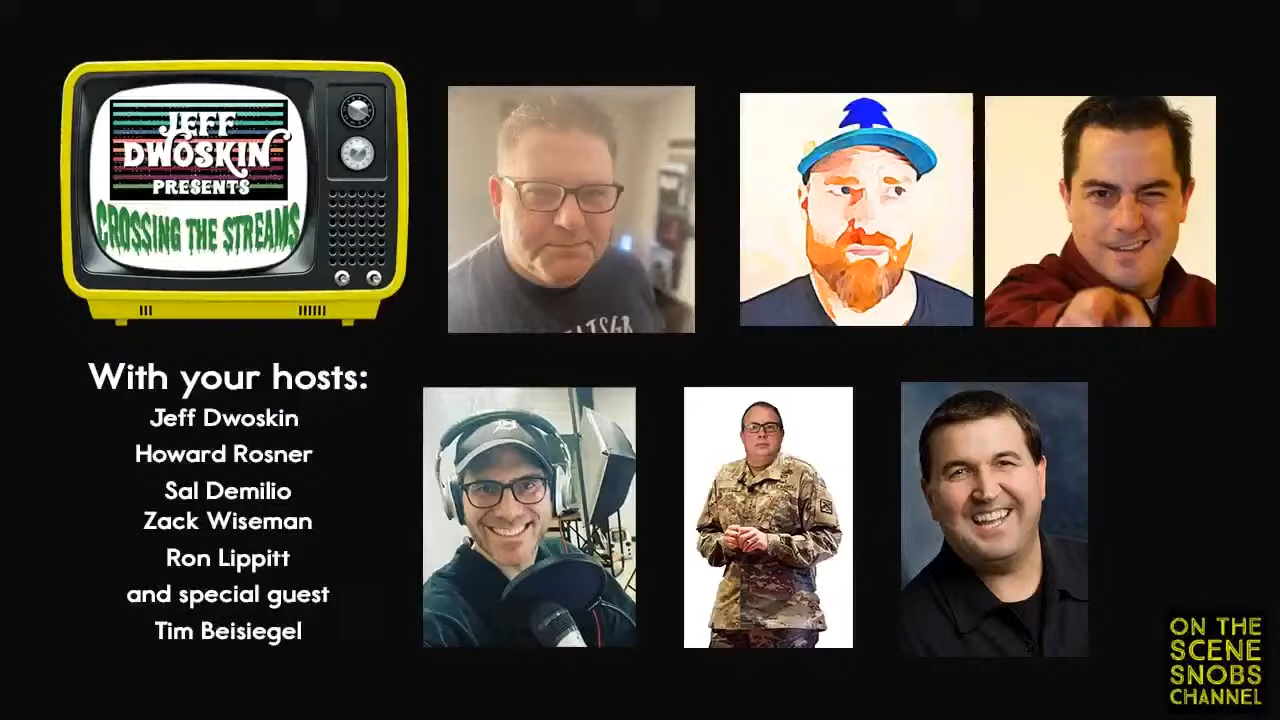 JEFF
DWOSKIN
PRESENTS
CROSSING THE STREAMS
With your hosts:
Jeff Dwoskin
Howard Rosner
Sal Demilio
Zack Wiseman
Ron Lippitt
and special guest
Tim Beisiegel
ON THE
SCENE
SNOBS
CHANNEL